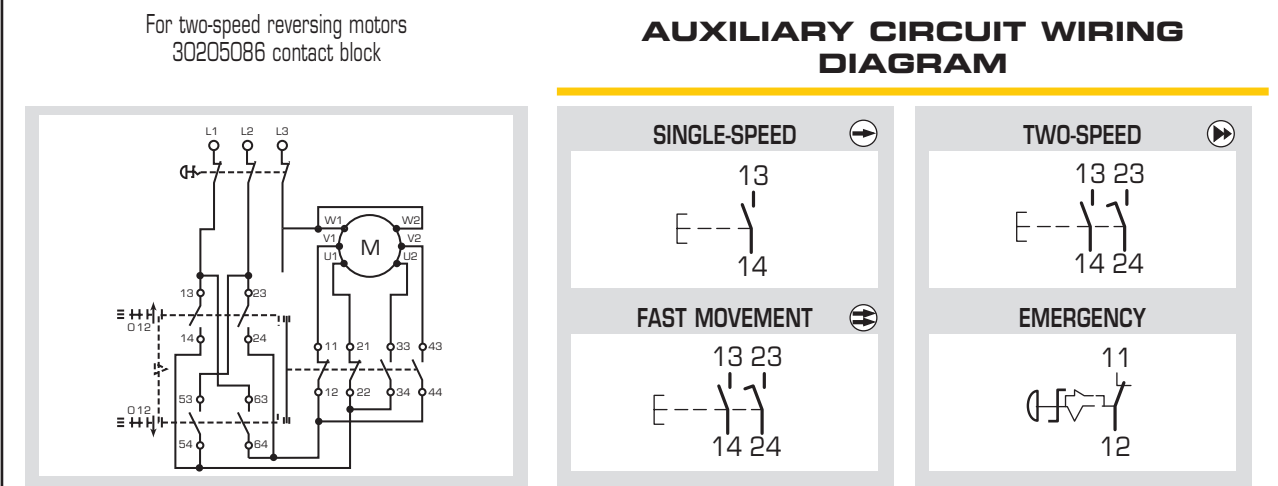 For two-speed reversing motors
30205086 contact block
AUXILIARY CIRCUIT WIRING
DIAGRAM
L1 L2 L3
W1 W2
V1 M V2
U1 U2
13 23
0 1 2
14 24
11 21 33 43
12 22 34 44
53 63
0 1 2
54 64
SINGLE-SPEED
13
14
TWO-SPEED
13 23
14 24
FAST MOVEMENT
13 23
14 24
EMERGENCY
11
12